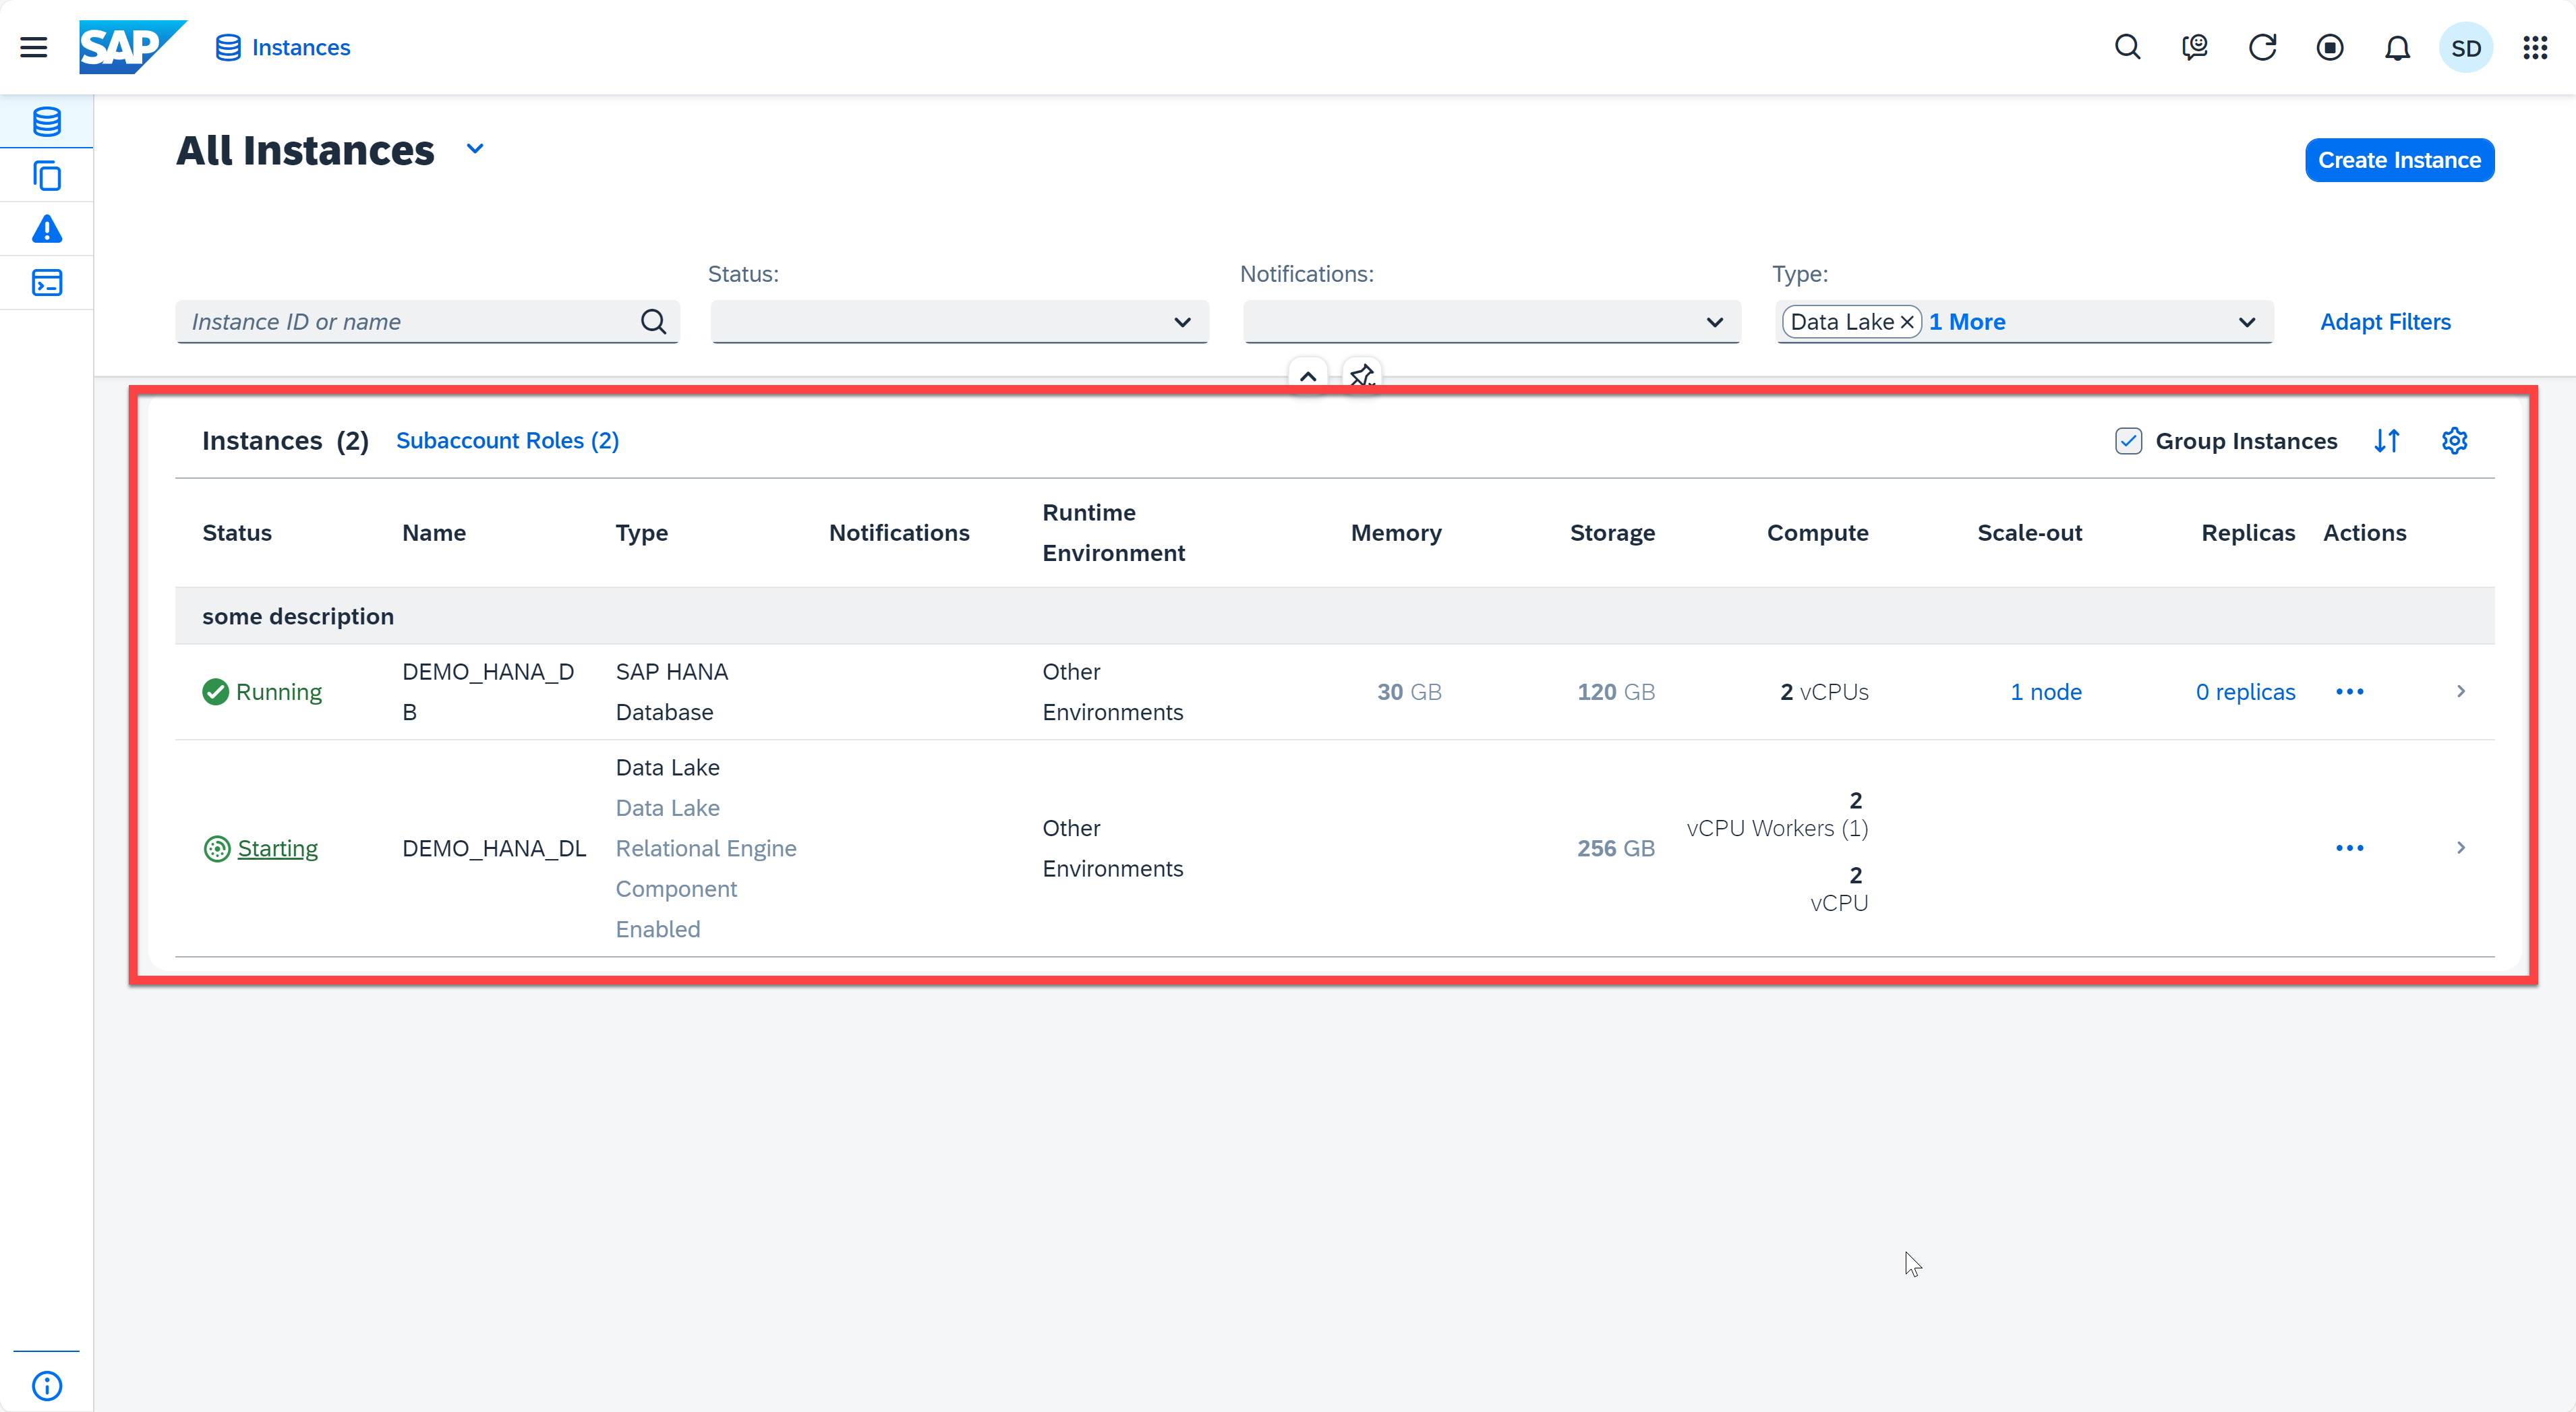 SAP
Instances
SD
All Instances
Create Instance
Status:
Notifications:
Type:
Instance ID or name
Data Lake
1 More
Adapt Filters
Instances (2)
Subaccount Roles (2)
Group Instances
Status
Name
Type
Notifications
Runtime
Environment
Memory
Storage
Compute
Scale-out
Replicas
Actions
some description
Running
DEMO_HANA_D
B
SAP HANA
Database
Other
Environments
30 GB
120 GB
2 vCPUs
1 node
0 replicas
Starting
DEMO_HANA_DL
Data Lake
Data Lake
Relational Engine
Component
Enabled
Other
Environments
256 GB
2
vCPU Workers (1)
2
vCPU